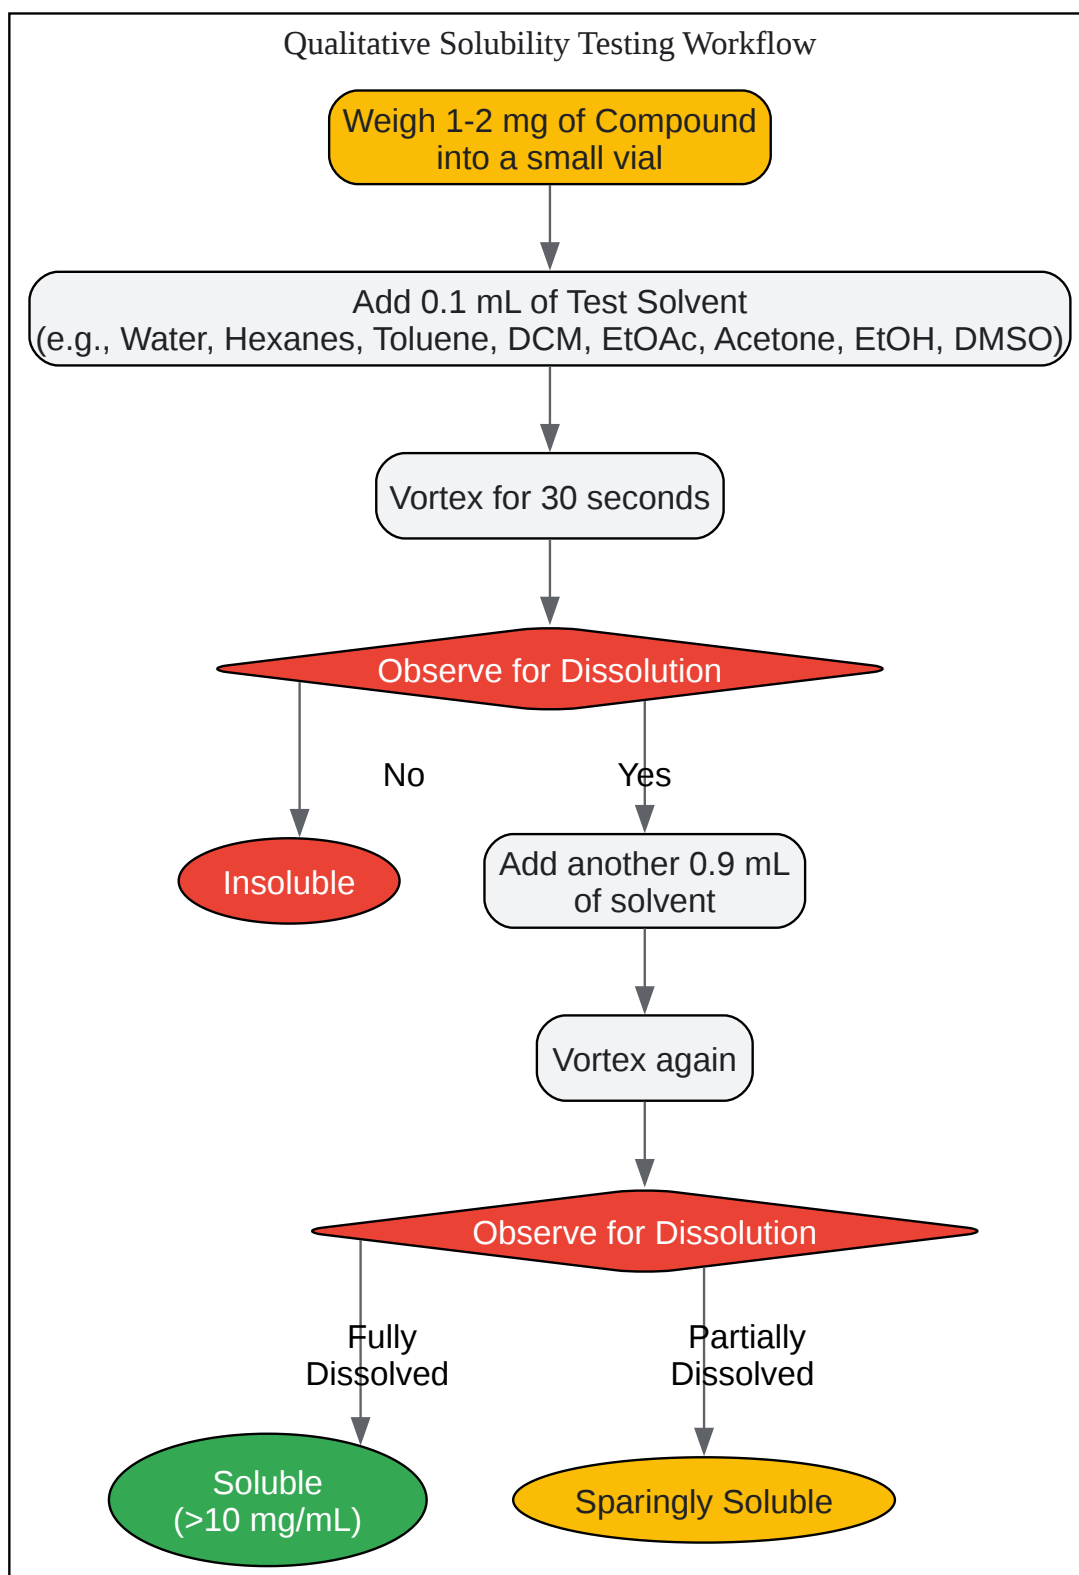 Qualitative Solubility Testing Workflow
Weigh 1-2 mg of Compound
into a small vial
Add 0.1 mL of Test Solvent
(e.g., Water, Hexanes, Toluene, DCM, EtOAc, Acetone, EtOH, DMSO)
Vortex for 30 seconds
Observe for Dissolution
No
Yes
Insoluble
Add another 0.9 mL
of solvent
Vortex again
Observe for Dissolution
Fully
Dissolved
Partially
Dissolved
Soluble
(>10 mg/mL)
Sparingly Soluble